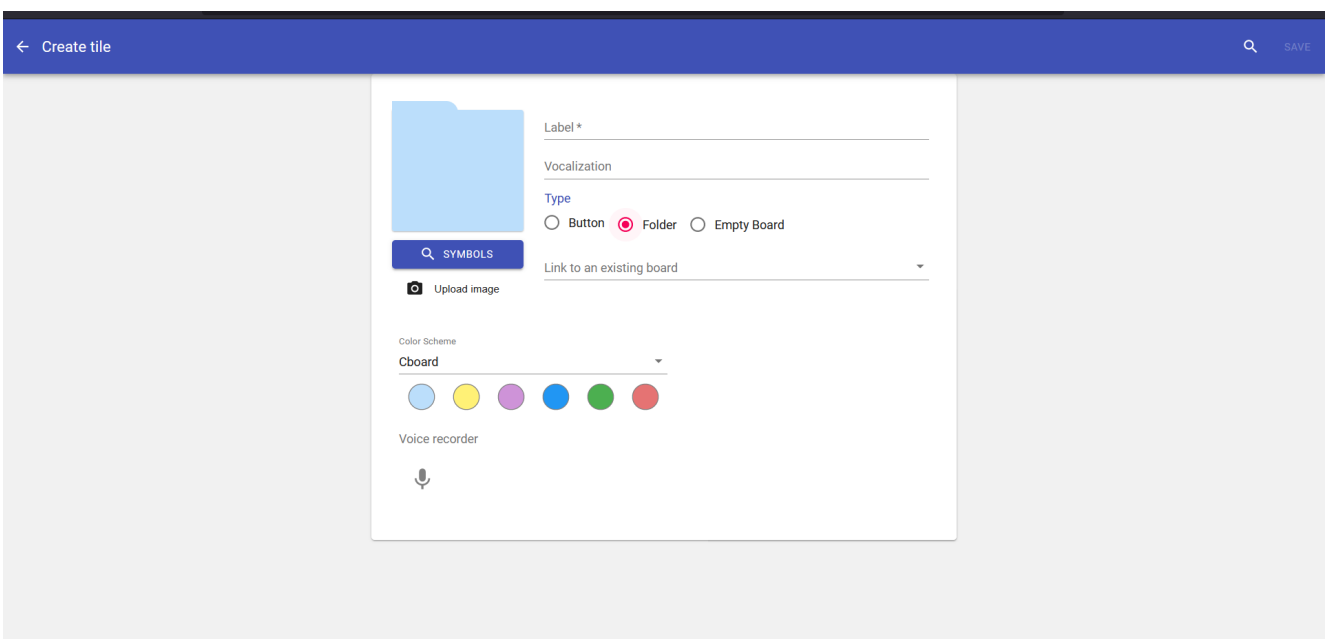 Create tile
SAVE
Label *
Vocalization
Type
Button
Folder
Empty Board
SYMBOLS
Link to an existing board
Upload image
Color Scheme
Cboard
Voice recorder